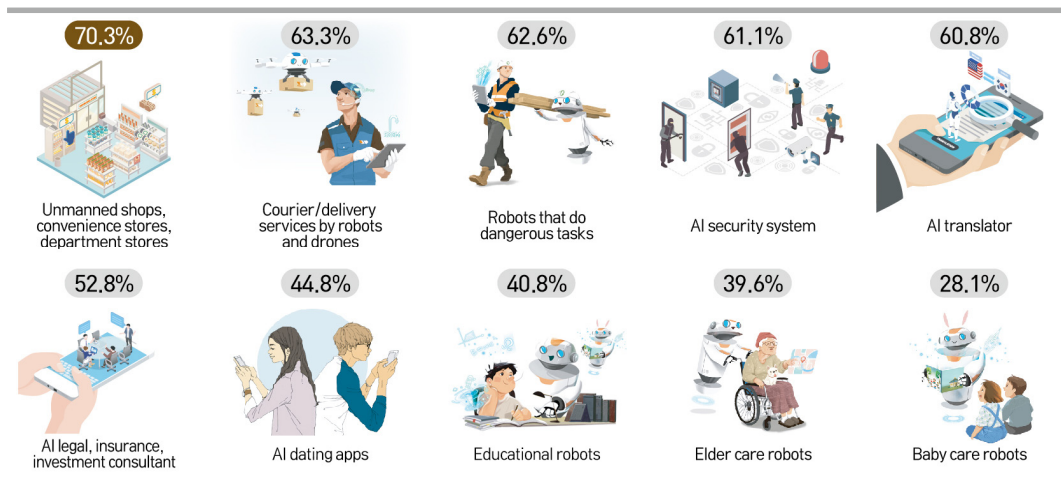 70.3%
63.3%
62.6%
61.1%
60.8%
Unmanned shops,
convenience stores,
department stores
Courier/delivery
services by robots
and drones
Robots that do
dangerous tasks
AI security system
AI translator
52.8%
44.8%
40.8%
39.6%
28.1%
AI legal, insurance,
investment consultant
AI dating apps
Educational robots
Elder care robots
Baby care robots